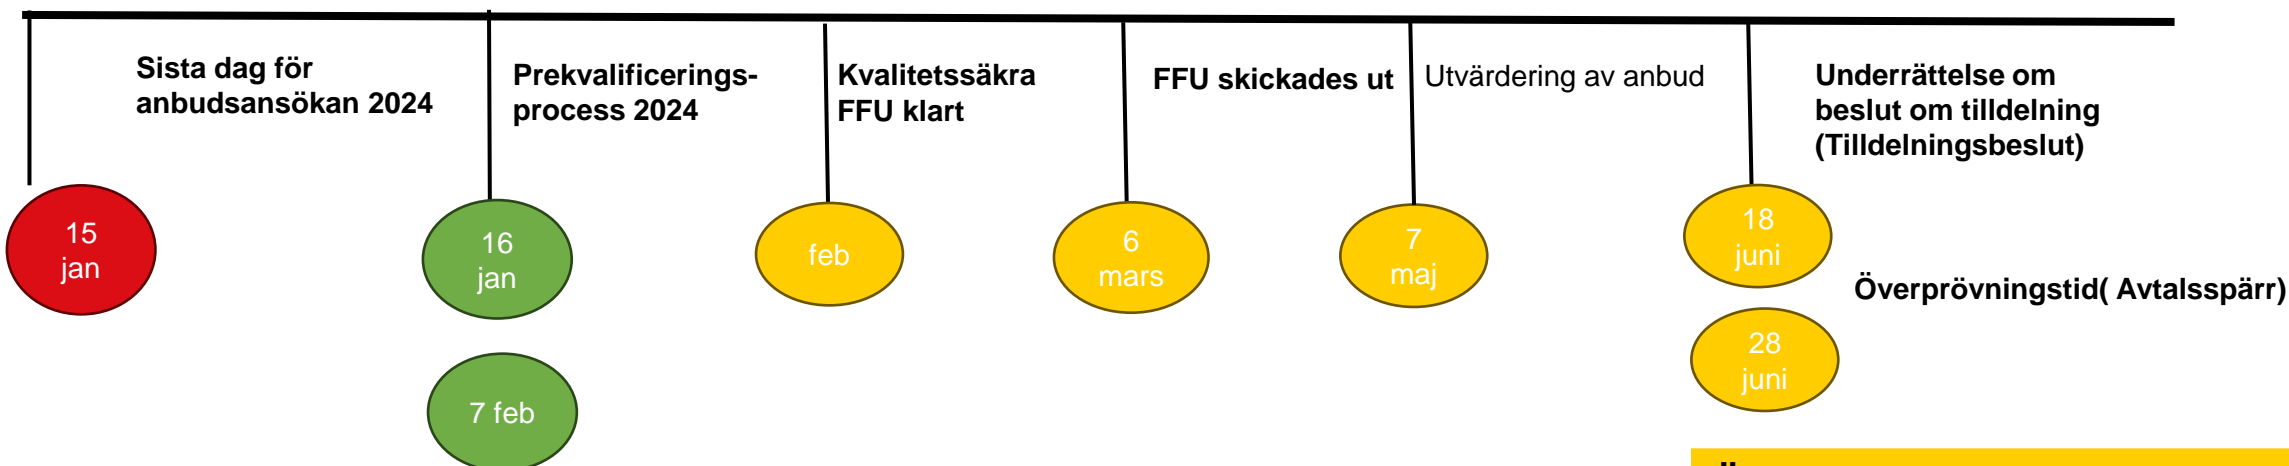 Sista dag för
anbudsansökan 2024
Prekvalificerings-
process 2024
Kvalitetssäkra
FFU klart
FFU skickades ut
Utvärdering av anbud
Underrättelse om
beslut om tilldelning
(Tilldelningsbeslut)
15
jan
16
jan
feb
6
mars
7
maj
18
juni
Överprövningstid( Avtalsspärr)
28
juni
7 feb